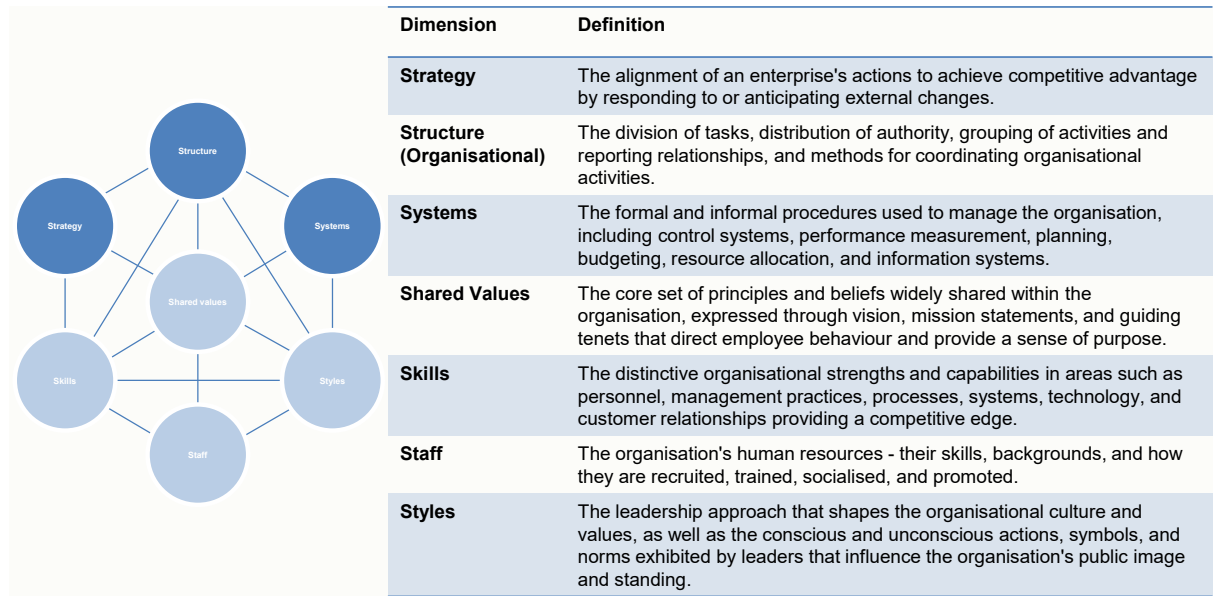 Structure
Strategy
Systems
Shared values
Skills
Styles
Staff
Dimension Definition
Strategy The alignment of an enterprise's actions to achieve competitive advantage
by responding to or anticipating external changes.
Structure The division of tasks, distribution of authority, grouping of activities and
(Organisational) reporting relationships, and methods for coordinating organisational
activities.
Systems The formal and informal procedures used to manage the organisation,
including control systems, performance measurement, planning,
budgeting, resource allocation, and information systems.
Shared Values The core set of principles and beliefs widely shared within the
organisation, expressed through vision, mission statements, and guiding
tenets that direct employee behaviour and provide a sense of purpose.
Skills The distinctive organisational strengths and capabilities in areas such as
personnel, management practices, processes, systems, technology, and
customer relationships providing a competitive edge.
Staff The organisation's human resources - their skills, backgrounds, and how
they are recruited, trained, socialised, and promoted.
Styles The leadership approach that shapes the organisational culture and
values, as well as the conscious and unconscious actions, symbols, and
norms exhibited by leaders that influence the organisation's public image
and standing.